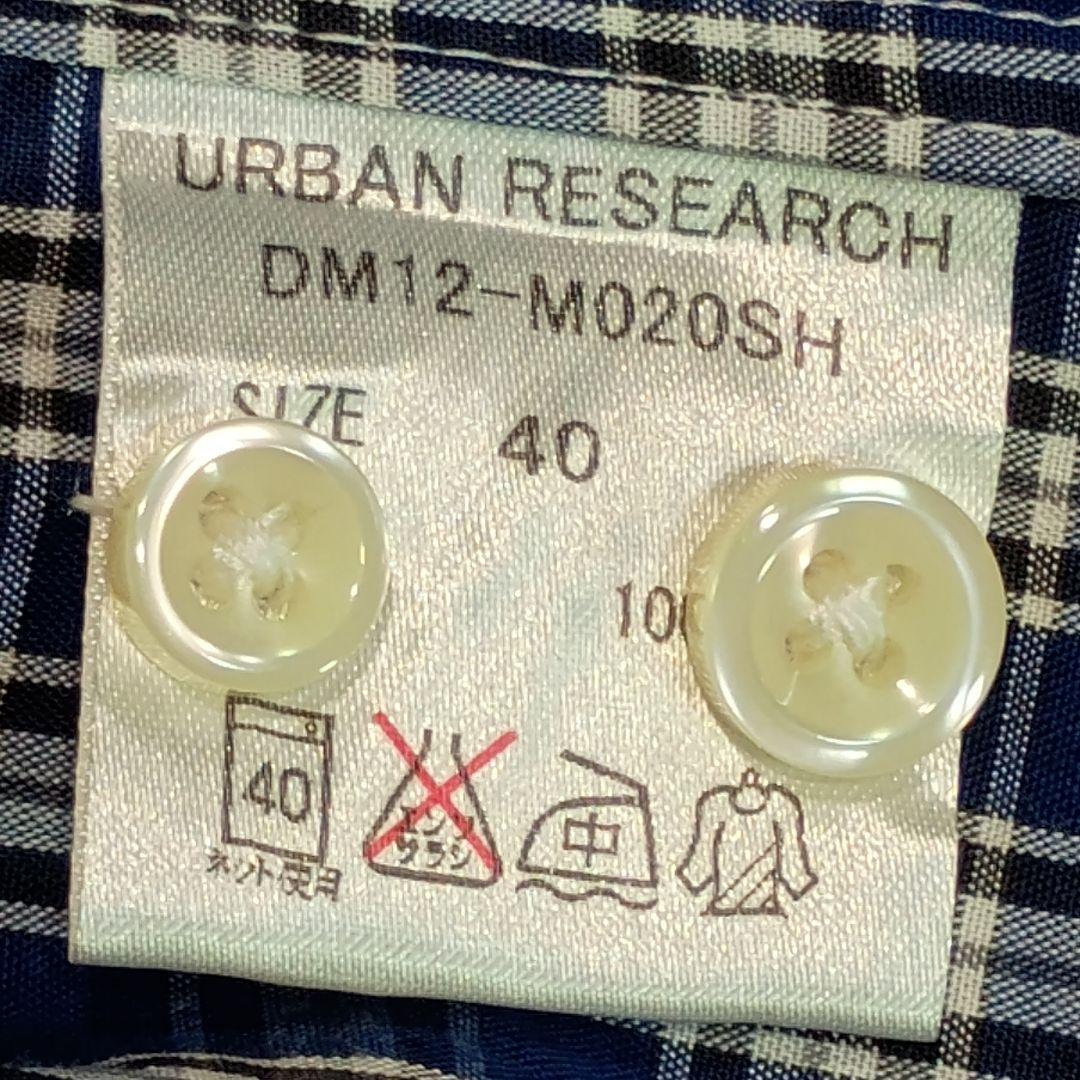 URBAN RESEARCH
DM12-M020SH
SIZE 40
40
エンソ
サラシ
中
ネット使用